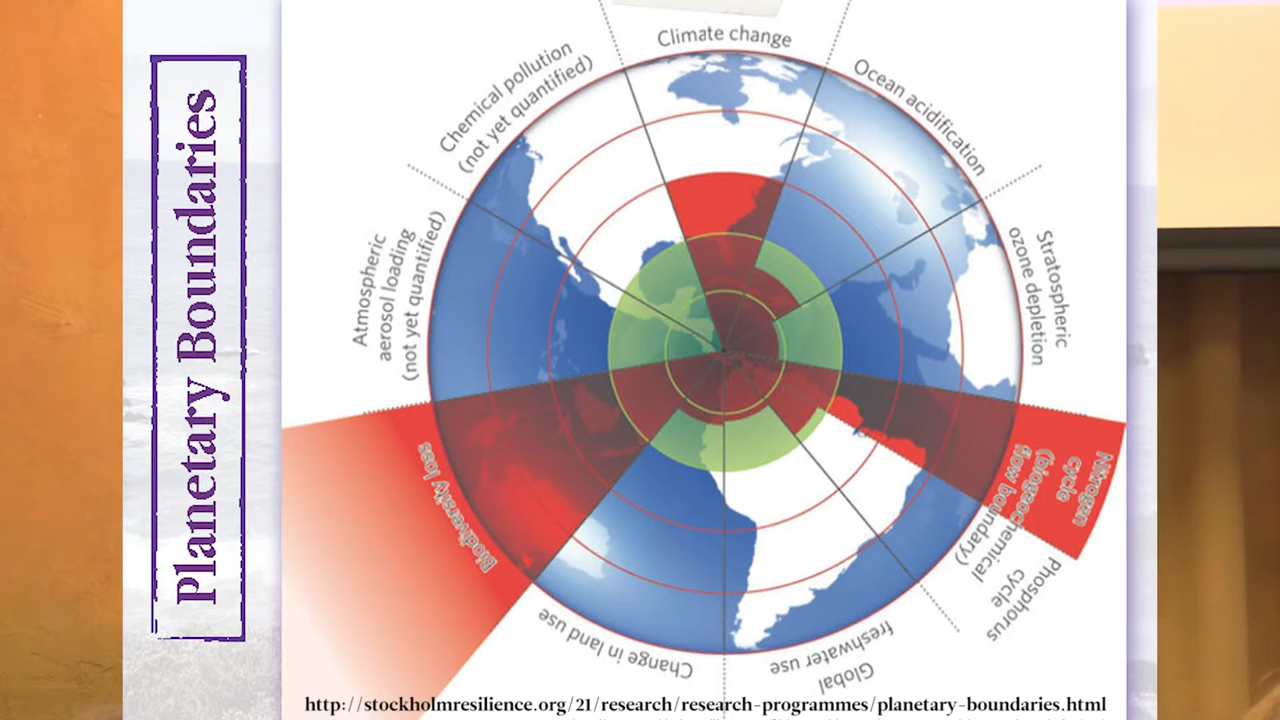 Planetary Boundaries
Climate change
Ocean acidification
Stratospheric
ozone depletion
Nitrogen
cycle
(biogeochemical
flow boundary)
Phosphorus
cycle
Global
freshwater use
Change in land use
Biodiversity loss
Atmospheric
aerosol loading
(not yet quantified)
Chemical pollution
(not yet quantified)
http://stockholmresilience.org/21/research/research-programmes/planetary-boundaries.html